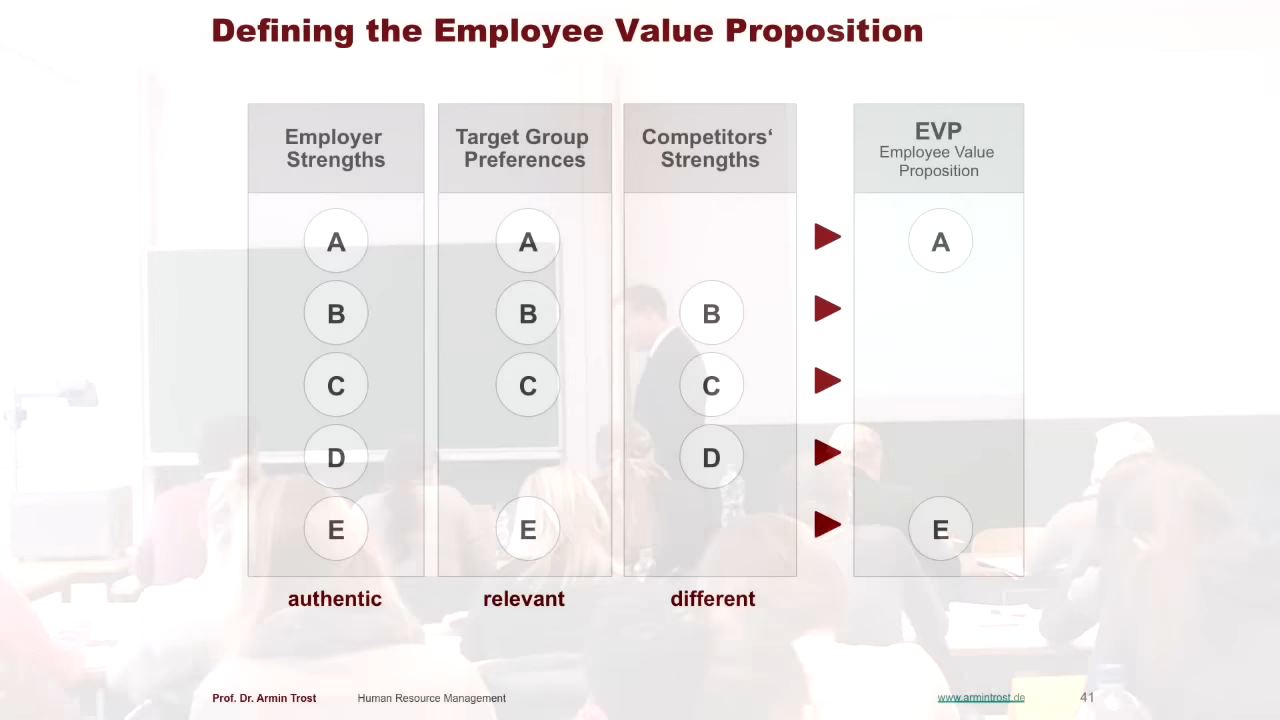 Defining the Employee Value Proposition
Employer
Strengths
Target Group
Preferences
Competitors‘
Strengths
EVP
Employee Value
Proposition
A A A
B B B
C C C
D D
E E E
authentic relevant different
Prof. Dr. Armin Trost Human Resource Management www.armintrost.de 41